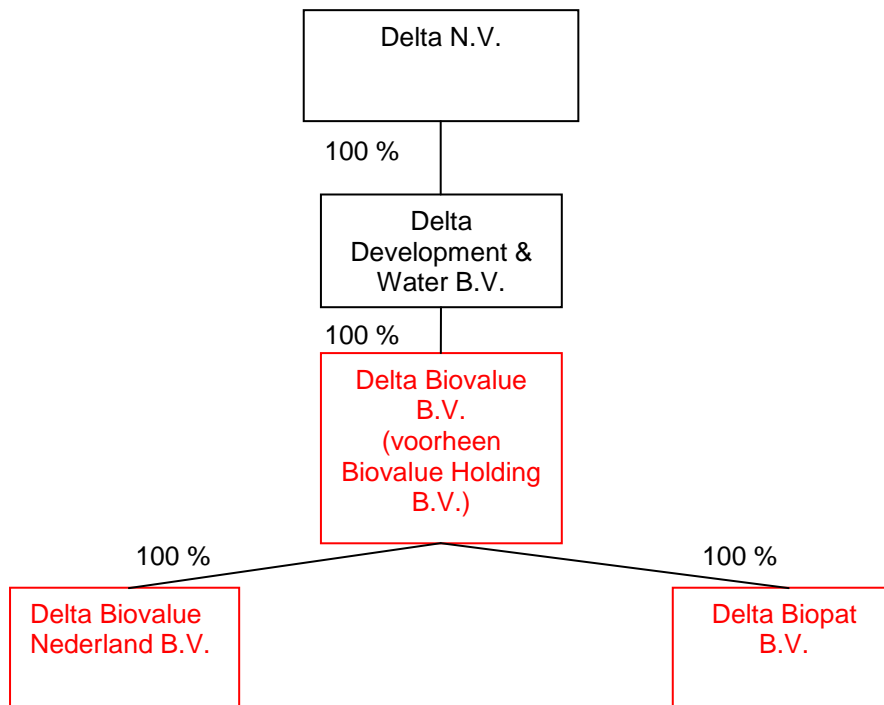 Delta N.V.
100 %
Delta
Development &
Water B.V.
100 %
Delta Biovalue
B.V.
(voorheen
Biovalue Holding
B.V.)
100 %
100 %
Delta Biovalue
Nederland B.V.
Delta Biopat
B.V.